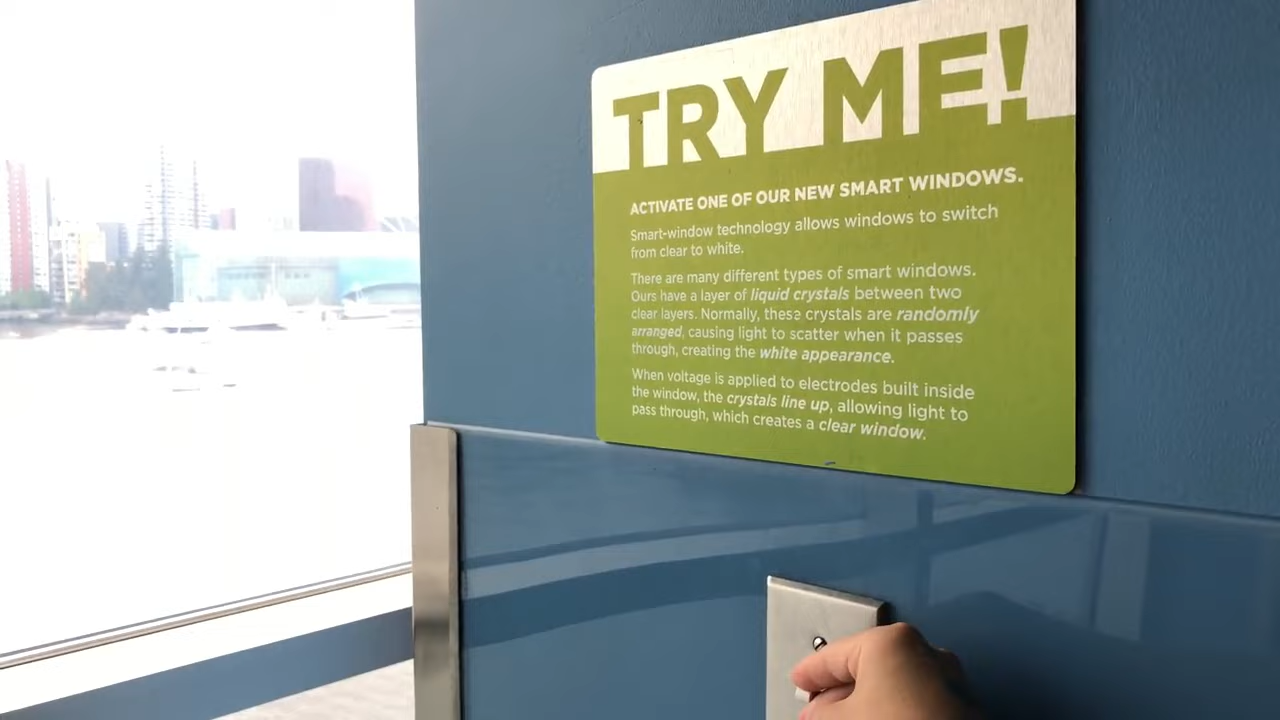 TRY ME!
ACTIVATE ONE OF OUR NEW SMART WINDOWS.
Smart-window technology allows windows to switch
from clear to white.
There are many different types of smart windows.
Ours have a layer of liquid crystals between two
clear layers. Normally, these crystals are randomly
arranged, causing light to scatter when it passes
through, creating the white appearance.
When voltage is applied to electrodes built inside
the window, the crystals line up, allowing light to
pass through, which creates a clear window.